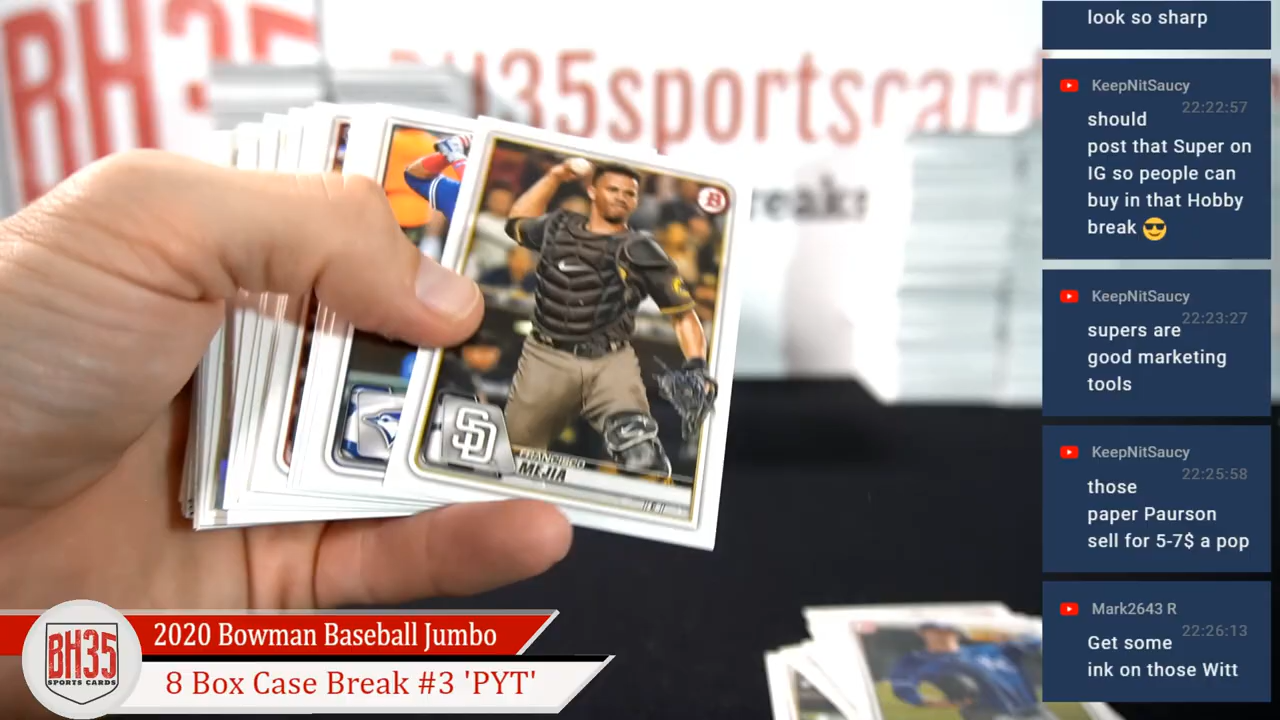 BH35
BH35sportscard
reaks
B
SD
FRANCISCO
MEJIA
BH35
SPORTS CARDS
2020 Bowman Baseball Jumbo
8 Box Case Break #3 'PYT'
look so sharp
KeepNitSaucy
22:22:57
should
post that Super on
IG so people can
buy in that Hobby
break 😎
KeepNitSaucy
22:23:27
supers are
good marketing
tools
KeepNitSaucy
22:25:58
those
paper Paurson
sell for 5-7$ a pop
Mark2643 R
22:26:13
Get some
ink on those Witt